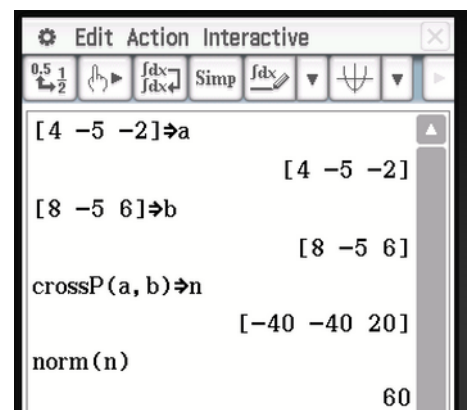 Edit Action Interactive
0.5 1 2 ∫dx ∫dx Simp ∫dx
[4 −5 −2]⇒a
[4 −5 −2]
[8 −5 6]⇒b
[8 −5 6]
crossP(a,b)⇒n
[−40 −40 20]
norm(n)
60